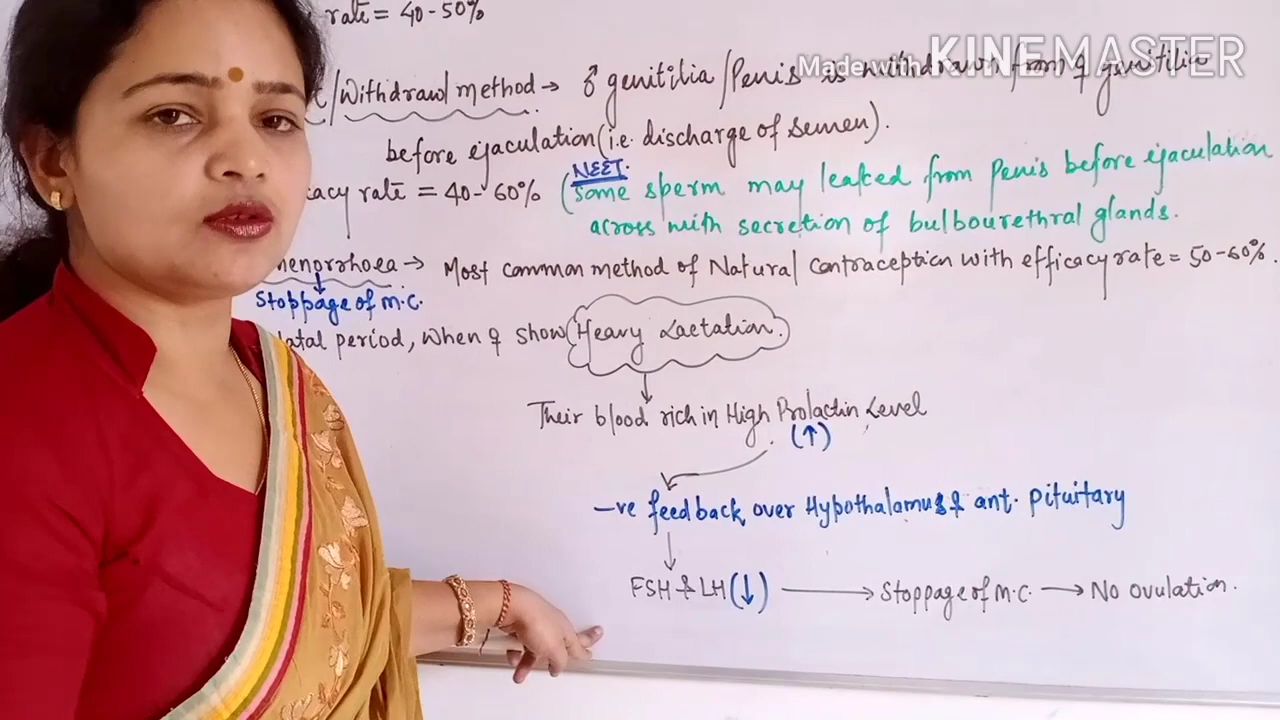 rate = 40-50%
Made with KINEMASTER
/Withdrawl method → ♂ genitilia /Penis is withdrawn from ♀ genitilia
before ejaculation (i.e. discharge of semen).
NEET.
cacy rate = 40-60% (Some sperm may leaked from Penis before ejaculation
across with secretion of bulbourethral glands.
menorrhoea → Most common method of Natural Contraception with efficacy rate = 50-60%.
Stoppage of m.c.
natal period, when ♀ show Heavy Lactation.
Their blood rich in High Prolactin Level
(↑)
-ve feedback over Hypothalamus & ant. Pituitary
FSH & LH (↓) → Stoppage of m.c. → No ovulation.